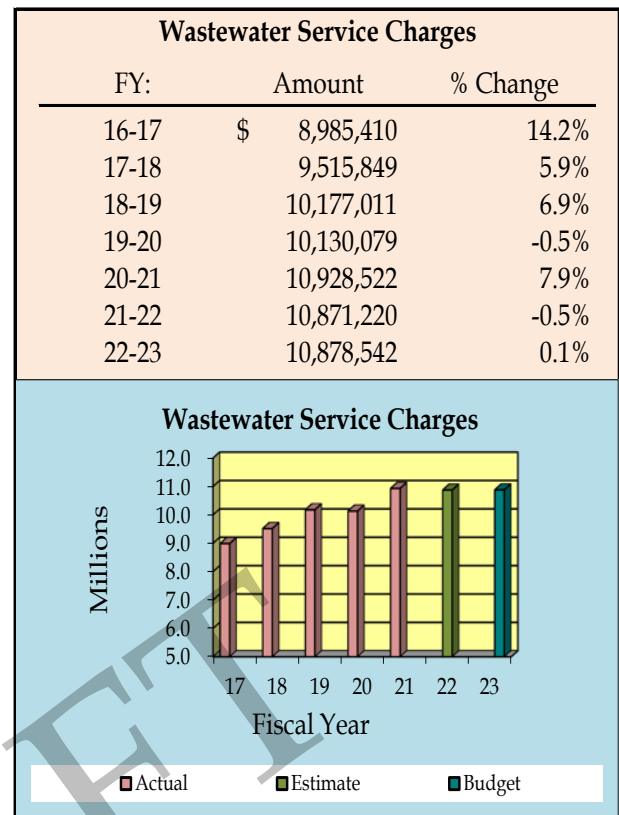 Wastewater Service Charges
FY: Amount % Change
16-17 $ 8,985,410 14.2%
17-18 9,515,849 5.9%
18-19 10,177,011 6.9%
19-20 10,130,079 -0.5%
20-21 10,928,522 7.9%
21-22 10,871,220 -0.5%
22-23 10,878,542 0.1%
Wastewater Service Charges
12.0
11.0
10.0
9.0
8.0
7.0
6.0
5.0
Millions
17 18 19 20 21 22 23
Fiscal Year
Actual Estimate Budget
FT